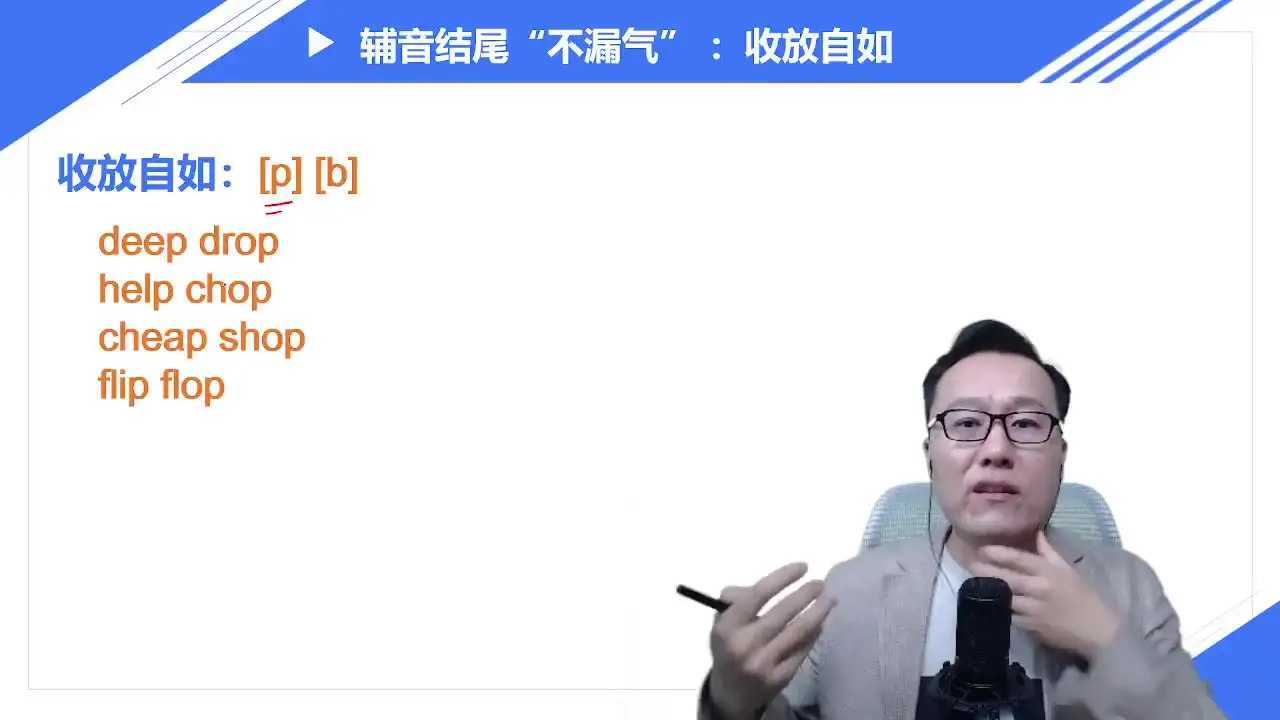 辅音结尾“不漏气”：收放自如
收放自如：[p] [b]
deep drop
help chop
cheap shop
flip flop